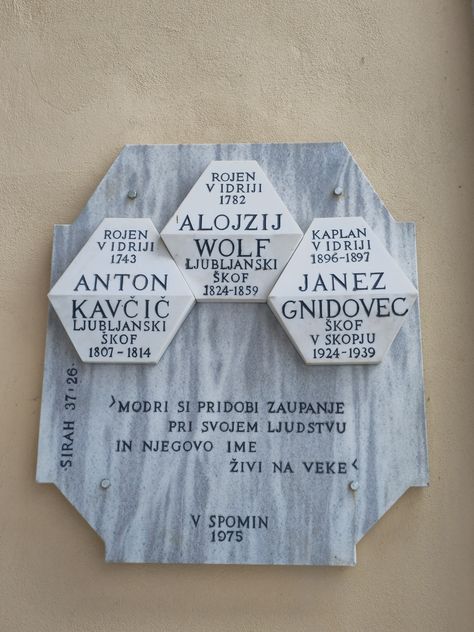 ROJEN
V IDRIJI
1743
ANTON
KAVČIČ
LJUBLJANSKI
ŠKOF
1807-1814
ROJEN
V IDRIJI
1782
ALOJZIJ
WOLF
LJUBLJANSKI
ŠKOF
1824-1859
KAPLAN
V IDRIJI
1896-1897
JANEZ
GNIDOVEC
ŠKOF
V SKOPJU
1924-1939
SIRAH 37:26
›MODRI SI PRIDOBI ZAUPANJE
PRI SVOJEM LJUDSTVU
IN NJEGOVO IME
ŽIVI NA VEKE‹
V SPOMIN
1975